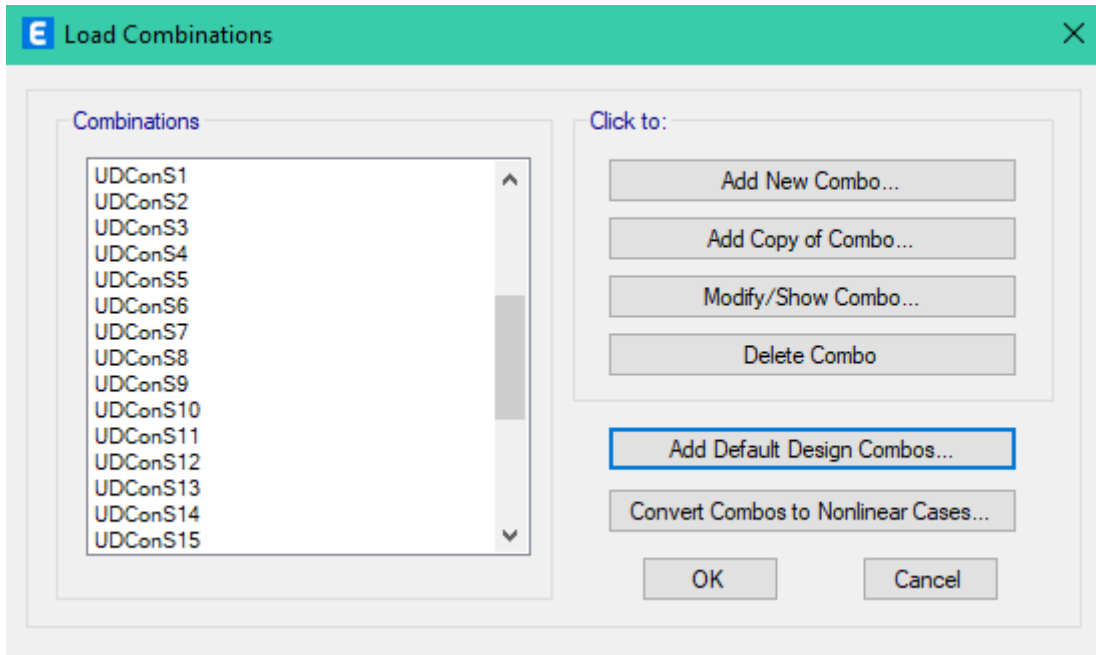 E Load Combinations
Combinations
UDConS1
UDConS2
UDConS3
UDConS4
UDConS5
UDConS6
UDConS7
UDConS8
UDConS9
UDConS10
UDConS11
UDConS12
UDConS13
UDConS14
UDConS15
Click to:
Add New Combo...
Add Copy of Combo...
Modify/Show Combo...
Delete Combo
Add Default Design Combos...
Convert Combos to Nonlinear Cases...
OK
Cancel